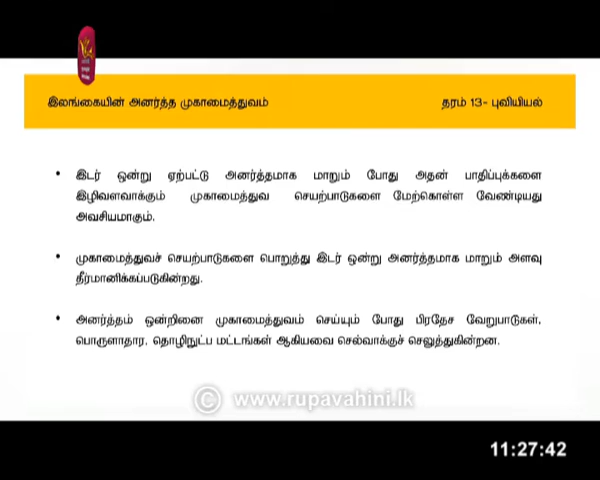 இலங்கையின் அனர்த்த முகாமைத்துவம் தரம் 13- புவியியல்
• இடர் ஒன்று ஏற்பட்டு அனர்த்தமாக மாறும் போது அதன் பாதிப்புக்களை
இழிவளவாக்கும் முகாமைத்துவ செயற்பாடுகளை மேற்கொள்ள வேண்டியது
அவசியமாகும்.
• முகாமைத்துவச் செயற்பாடுகளை பொறுத்து இடர் ஒன்று அனர்த்தமாக மாறும் அளவு
தீர்மானிக்கப்படுகின்றது.
• அனர்த்தம் ஒன்றினை முகாமைத்துவம் செய்யும் போது பிரதேச வேறுபாடுகள்,
பொருளாதார, தொழிநுட்ப மட்டங்கள் ஆகியவை செல்வாக்குச் செலுத்துகின்றன.
© www.rupavahini.lk
11:27:42